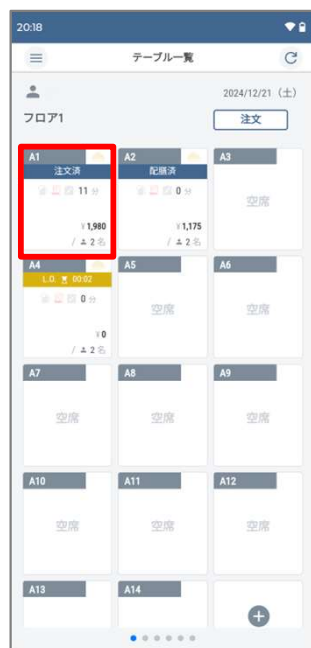 20:18
テーブル一覧
2024/12/21 (土)
フロア1
注文
A1 A2 A3
注文済 配膳済
11 分 0 分 空席
¥1,980 ¥1,175
/ 2 名 / 2 名
A4 A5 A6
L.O. 00:02
0 分 空席 空席
¥0
/ 2 名
A7 A8 A9
空席 空席 空席
A10 A11 A12
空席 空席 空席
A13 A14